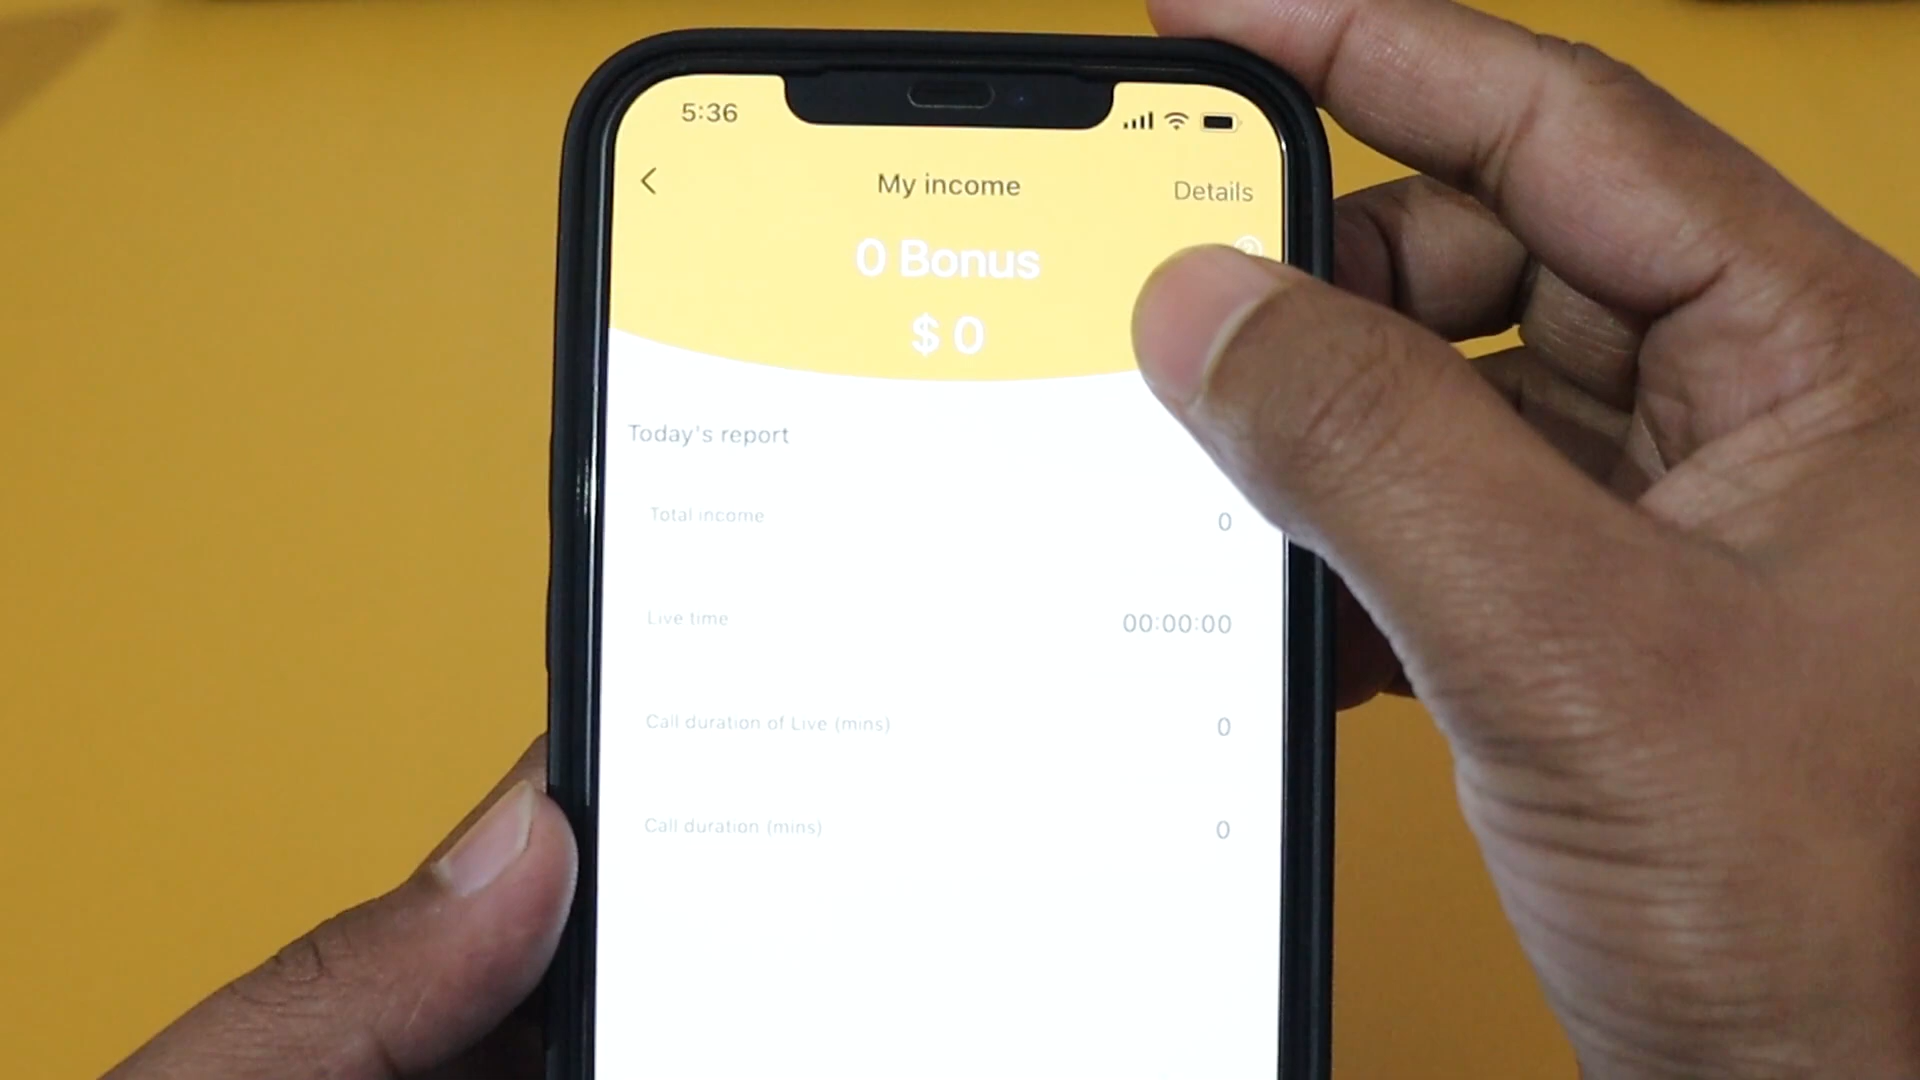 5:36
My income
Details
0 Bonus
$ 0
Today's report
Total income
0
Live time
00:00:00
Call duration of Live (mins)
0
Call duration (mins)
0